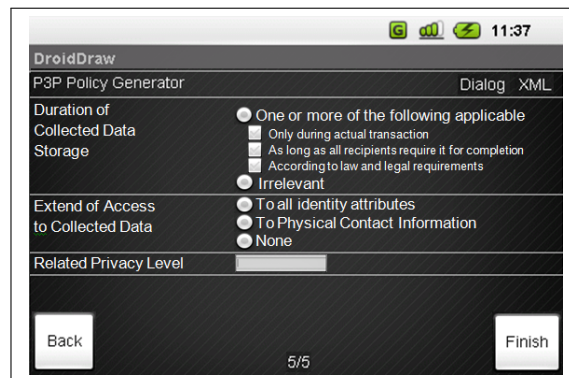 G 11:37
DroidDraw
P3P Policy Generator Dialog XML
Duration of
Collected Data
Storage
One or more of the following applicable
Only during actual transaction
As long as all recipients require it for completion
According to law and legal requirements
Irrelevant
Extend of Access
to Collected Data
To all identity attributes
To Physical Contact Information
None
Related Privacy Level
Back
5/5
Finish